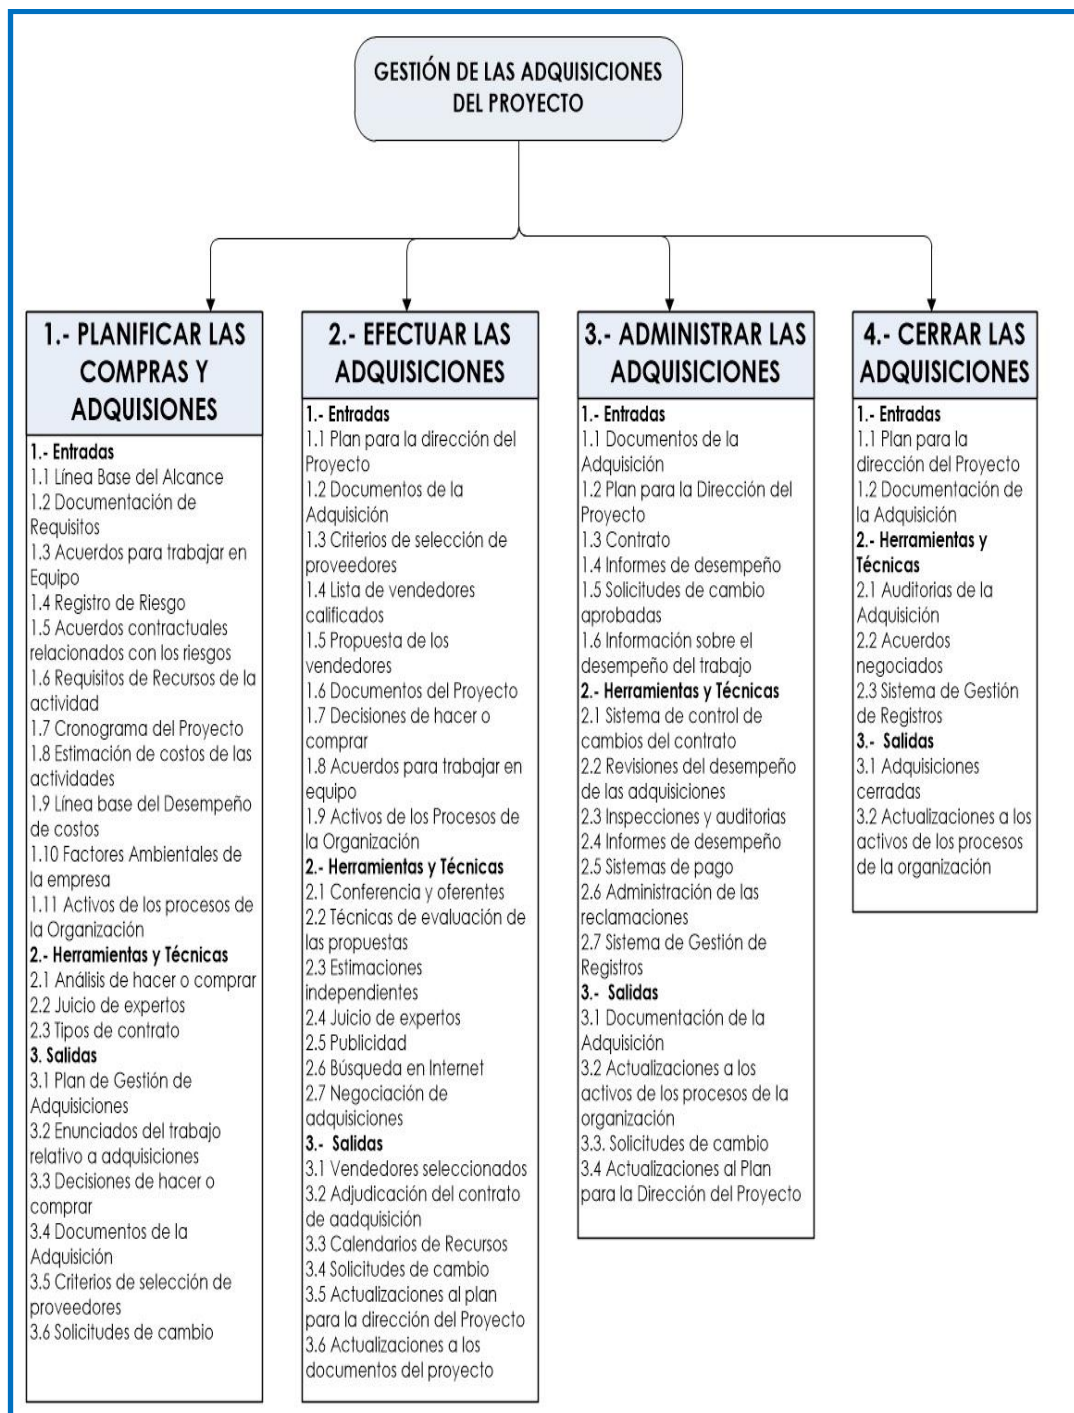 GESTIÓN DE LAS ADQUISICIONES
DEL PROYECTO
1.- PLANIFICAR LAS
COMPRAS Y
ADQUISIONES
1.- Entradas
1.1 Línea Base del Alcance
1.2 Documentación de
Requisitos
1.3 Acuerdos para trabajar en
Equipo
1.4 Registro de Riesgo
1.5 Acuerdos contractuales
relacionados con los riesgos
1.6 Requisitos de Recursos de la
actividad
1.7 Cronograma del Proyecto
1.8 Estimación de costos de las
actividades
1.9 Línea base del Desempeño
de costos
1.10 Factores Ambientales de
la empresa
1.11 Activos de los procesos de
la Organización
2.- Herramientas y Técnicas
2.1 Análisis de hacer o comprar
2.2 Juicio de expertos
2.3 Tipos de contrato
3. Salidas
3.1 Plan de Gestión de
Adquisiciones
3.2 Enunciados del trabajo
relativo a adquisiciones
3.3 Decisiones de hacer o
comprar
3.4 Documentos de la
Adquisición
3.5 Criterios de selección de
proveedores
3.6 Solicitudes de cambio
2.- EFECTUAR LAS
ADQUISICIONES
1.- Entradas
1.1 Plan para la dirección del
Proyecto
1.2 Documentos de la
Adquisición
1.3 Criterios de selección de
proveedores
1.4 Lista de vendedores
calificados
1.5 Propuesta de los
vendedores
1.6 Documentos del Proyecto
1.7 Decisiones de hacer o
comprar
1.8 Acuerdos para trabajar en
equipo
1.9 Activos de los Procesos de
la Organización
2.- Herramientas y Técnicas
2.1 Conferencia y oferentes
2.2 Técnicas de evaluación de
las propuestas
2.3 Estimaciones
independientes
2.4 Juicio de expertos
2.5 Publicidad
2.6 Búsqueda en Internet
2.7 Negociación de
adquisiciones
3.- Salidas
3.1 Vendedores seleccionados
3.2 Adjudicación del contrato
de aadquisición
3.3 Calendarios de Recursos
3.4 Solicitudes de cambio
3.5 Actualizaciones al plan
para la dirección del Proyecto
3.6 Actualizaciones a los
documentos del proyecto
3.- ADMINISTRAR LAS
ADQUISICIONES
1.- Entradas
1.1 Documentos de la
Adquisición
1.2 Plan para la Dirección del
Proyecto
1.3 Contrato
1.4 Informes de desempeño
1.5 Solicitudes de cambio
aprobadas
1.6 Información sobre el
desempeño del trabajo
2.- Herramientas y Técnicas
2.1 Sistema de control de
cambios del contrato
2.2 Revisiones del desempeño
de las adquisiciones
2.3 Inspecciones y auditorias
2.4 Informes de desempeño
2.5 Sistemas de pago
2.6 Administración de las
reclamaciones
2.7 Sistema de Gestión de
Registros
3.- Salidas
3.1 Documentación de la
Adquisición
3.2 Actualizaciones a los
activos de los procesos de la
organización
3.3. Solicitudes de cambio
3.4 Actualizaciones al Plan
para la Dirección del Proyecto
4.- CERRAR LAS
ADQUISICIONES
1.- Entradas
1.1 Plan para la
dirección del Proyecto
1.2 Documentación de
la Adquisición
2.- Herramientas y
Técnicas
2.1 Auditorias de la
Adquisición
2.2 Acuerdos
negociados
2.3 Sistema de Gestión
de Registros
3.- Salidas
3.1 Adquisiciones
cerradas
3.2 Actualizaciones a los
activos de los procesos
de la organización